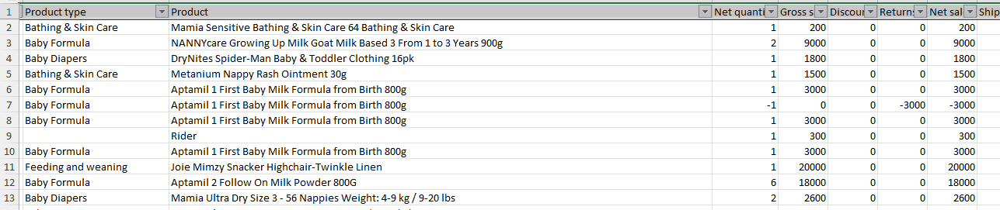 1 Product type Product Net quanti Gross s Discou Return Net sal Ship
2 Bathing & Skin Care Mamia Sensitive Bathing & Skin Care 64 Bathing & Skin Care 1 200 0 0 200
3 Baby Formula NANNYcare Growing Up Milk Goat Milk Based 3 From 1 to 3 Years 900g 2 9000 0 0 9000
4 Baby Diapers DryNites Spider-Man Baby & Toddler Clothing 16pk 1 1800 0 0 1800
5 Bathing & Skin Care Metanium Nappy Rash Ointment 30g 1 1500 0 0 1500
6 Baby Formula Aptamil 1 First Baby Milk Formula from Birth 800g 1 3000 0 0 3000
7 Baby Formula Aptamil 1 First Baby Milk Formula from Birth 800g -1 0 0 -3000 -3000
8 Baby Formula Aptamil 1 First Baby Milk Formula from Birth 800g 1 3000 0 0 3000
9 Rider 1 300 0 0 300
10 Baby Formula Aptamil 1 First Baby Milk Formula from Birth 800g 1 3000 0 0 3000
11 Feeding and weaning Joie Mimzy Snacker Highchair-Twinkle Linen 1 20000 0 0 20000
12 Baby Formula Aptamil 2 Follow On Milk Powder 800G 6 18000 0 0 18000
13 Baby Diapers Mamia Ultra Dry Size 3 - 56 Nappies Weight: 4-9 kg / 9-20 lbs 2 2600 0 0 2600